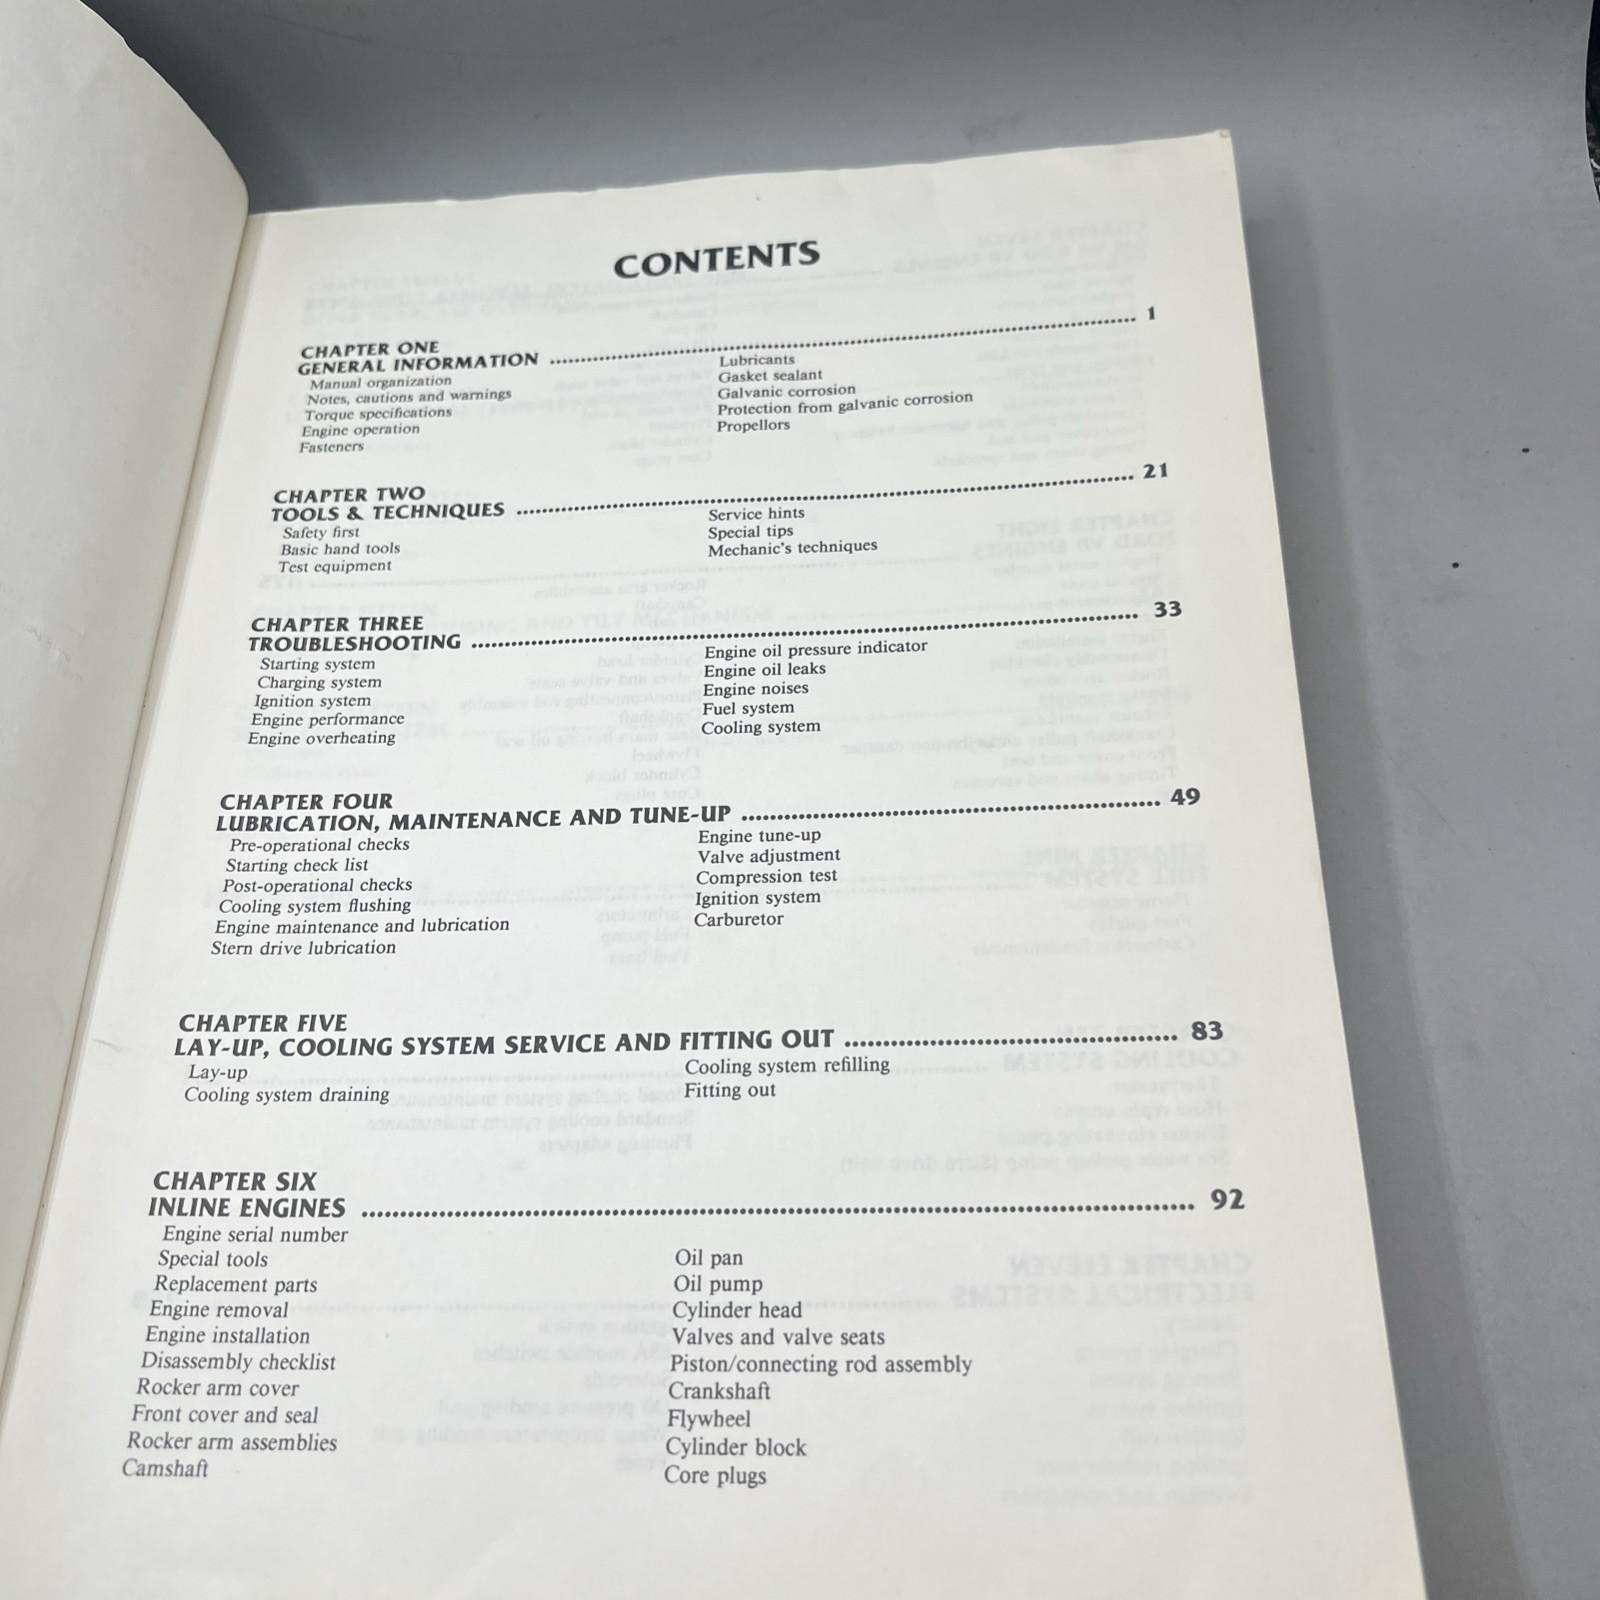 CONTENTS
CHAPTER ONE
GENERAL INFORMATION ........ 1
Manual organization
Notes, cautions and warnings
Torque specifications
Engine operation
Fasteners
Lubricants
Gasket sealant
Galvanic corrosion
Protection from galvanic corrosion
Propellors
CHAPTER TWO
TOOLS & TECHNIQUES ........ 21
Safety first
Basic hand tools
Test equipment
Service hints
Special tips
Mechanic's techniques
CHAPTER THREE
TROUBLESHOOTING ........ 33
Starting system
Charging system
Ignition system
Engine performance
Engine overheating
Engine oil pressure indicator
Engine oil leaks
Engine noises
Fuel system
Cooling system
CHAPTER FOUR
LUBRICATION, MAINTENANCE AND TUNE-UP ........ 49
Pre-operational checks
Starting check list
Post-operational checks
Cooling system flushing
Engine maintenance and lubrication
Stern drive lubrication
Engine tune-up
Valve adjustment
Compression test
Ignition system
Carburetor
CHAPTER FIVE
LAY-UP, COOLING SYSTEM SERVICE AND FITTING OUT ........ 83
Lay-up
Cooling system draining
Cooling system refilling
Fitting out
CHAPTER SIX
INLINE ENGINES ........ 92
Engine serial number
Special tools
Replacement parts
Engine removal
Engine installation
Disassembly checklist
Rocker arm cover
Front cover and seal
Rocker arm assemblies
Camshaft
Oil pan
Oil pump
Cylinder head
Valves and valve seats
Piston/connecting rod assembly
Crankshaft
Flywheel
Cylinder block
Core plugs